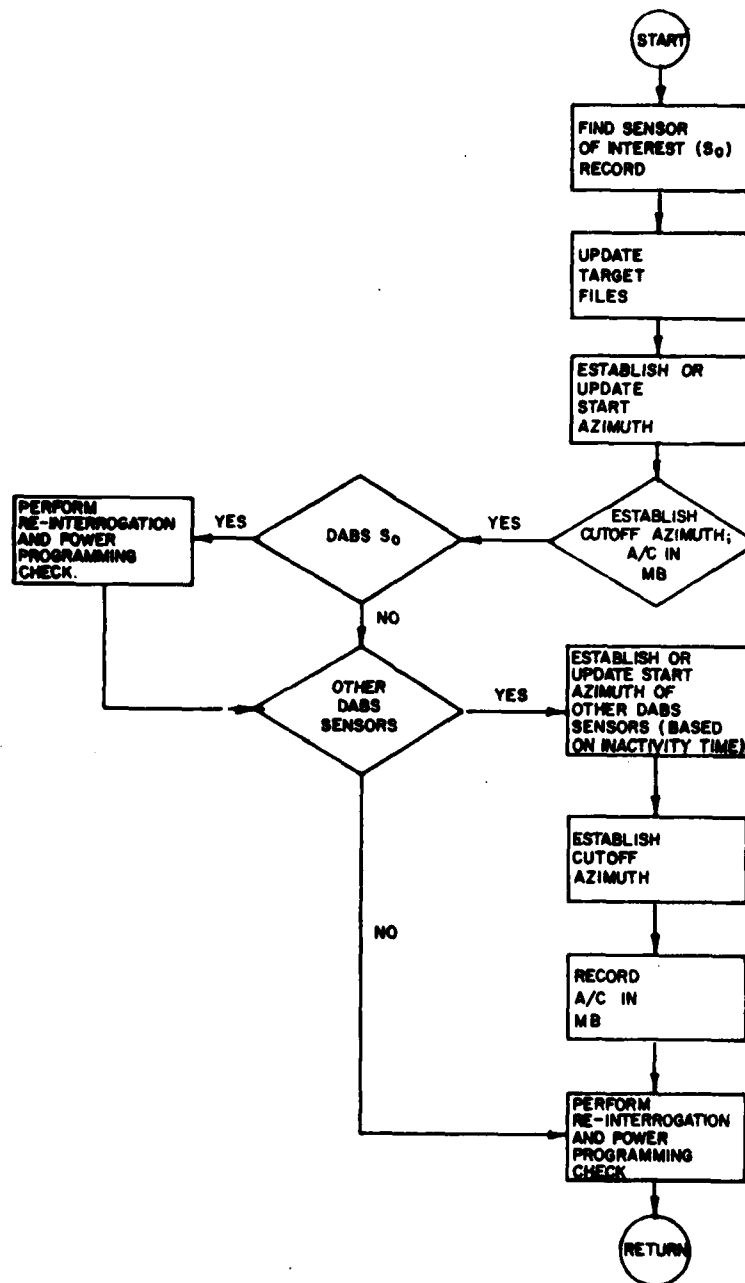 START
FIND SENSOR
OF INTEREST (S₀)
RECORD
UPDATE
TARGET
FILES
ESTABLISH OR
UPDATE
START
AZIMUTH
ESTABLISH
CUTOFF AZIMUTH;
A/C IN
MB
YES
DABS S₀
YES
PERFORM
RE-INTERROGATION
AND POWER
PROGRAMMING
CHECK.
NO
OTHER
DABS
SENSORS
YES
ESTABLISH OR
UPDATE START
AZIMUTH OF
OTHER DABS
SENSORS (BASED
ON INACTIVITY TIME)
ESTABLISH
CUTOFF
AZIMUTH
NO
RECORD
A/C IN
MB
PERFORM
RE-INTERROGATION
AND POWER
PROGRAMMING
CHECK
RETURN